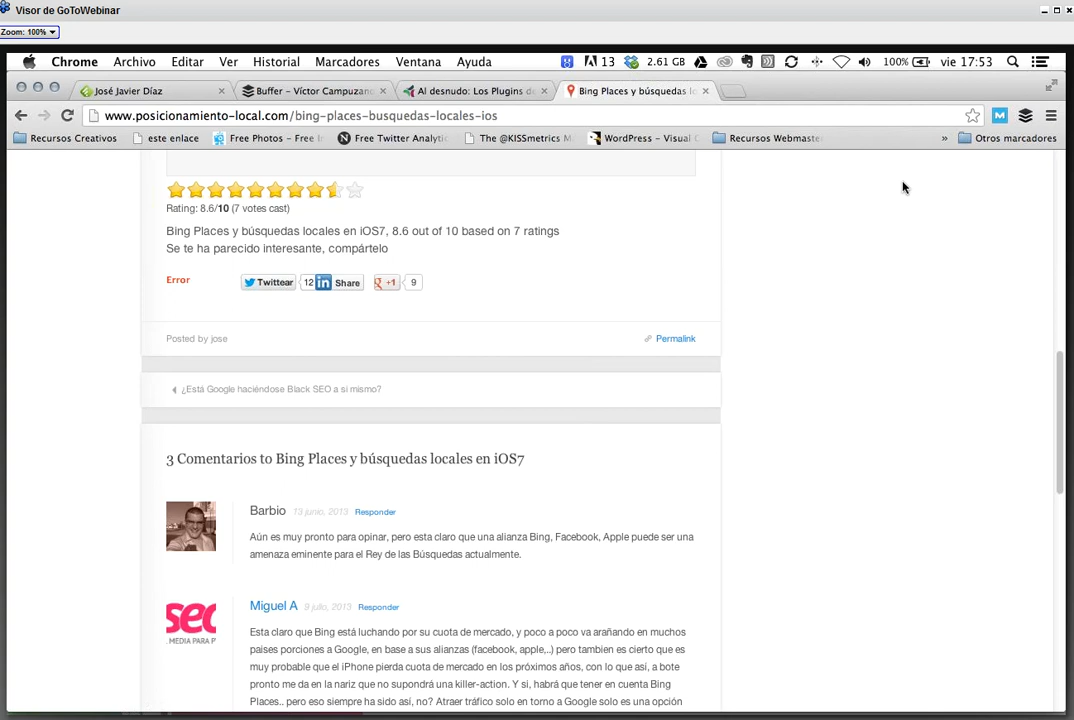 Visor de GoToWebinar
Zoom: 100%
Chrome Archivo Editar Ver Historial Marcadores Ventana Ayuda 13 2.61 GB 100% vie 17:53
José Javier Díaz Buffer – Víctor Campuzano Al desnudo: Los Plugins de Bing Places y búsquedas lo
www.posicionamiento-local.com/bing-places-busquedas-locales-ios
Recursos Creativos este enlace Free Photos – Free Free Twitter Analytic The @KISSmetrics WordPress – Visual Recursos Webmaster » Otros marcadores
Rating: 8.6/10 (7 votes cast)
Bing Places y búsquedas locales en iOS7, 8.6 out of 10 based on 7 ratings
Se te ha parecido interesante, compártelo
Error Twittear 12 in Share g +1 9
Posted by jose Permalink
¿Está Google haciéndose Black SEO a si mismo?
3 Comentarios to Bing Places y búsquedas locales en iOS7
Barbio 13 junio, 2013 Responder
Aún es muy pronto para opinar, pero esta claro que una alianza Bing, Facebook, Apple puede ser una
amenaza eminente para el Rey de las Búsquedas actualmente.
Miguel A 9 julio, 2013 Responder
seo
. MEDIA PARA P
Esta claro que Bing está luchando por su cuota de mercado, y poco a poco va arañando en muchos
paises porciones a Google, en base a sus alianzas (facebook, apple,..) pero tambien es cierto que es
muy probable que el iPhone pierda cuota de mercado en los próximos años, con lo que así, a bote
pronto me da en la nariz que no supondrá una killer-action. Y si, habrá que tener en cuenta Bing
Places.. pero eso siempre ha sido así, no? Atraer tráfico solo en torno a Google solo es una opción